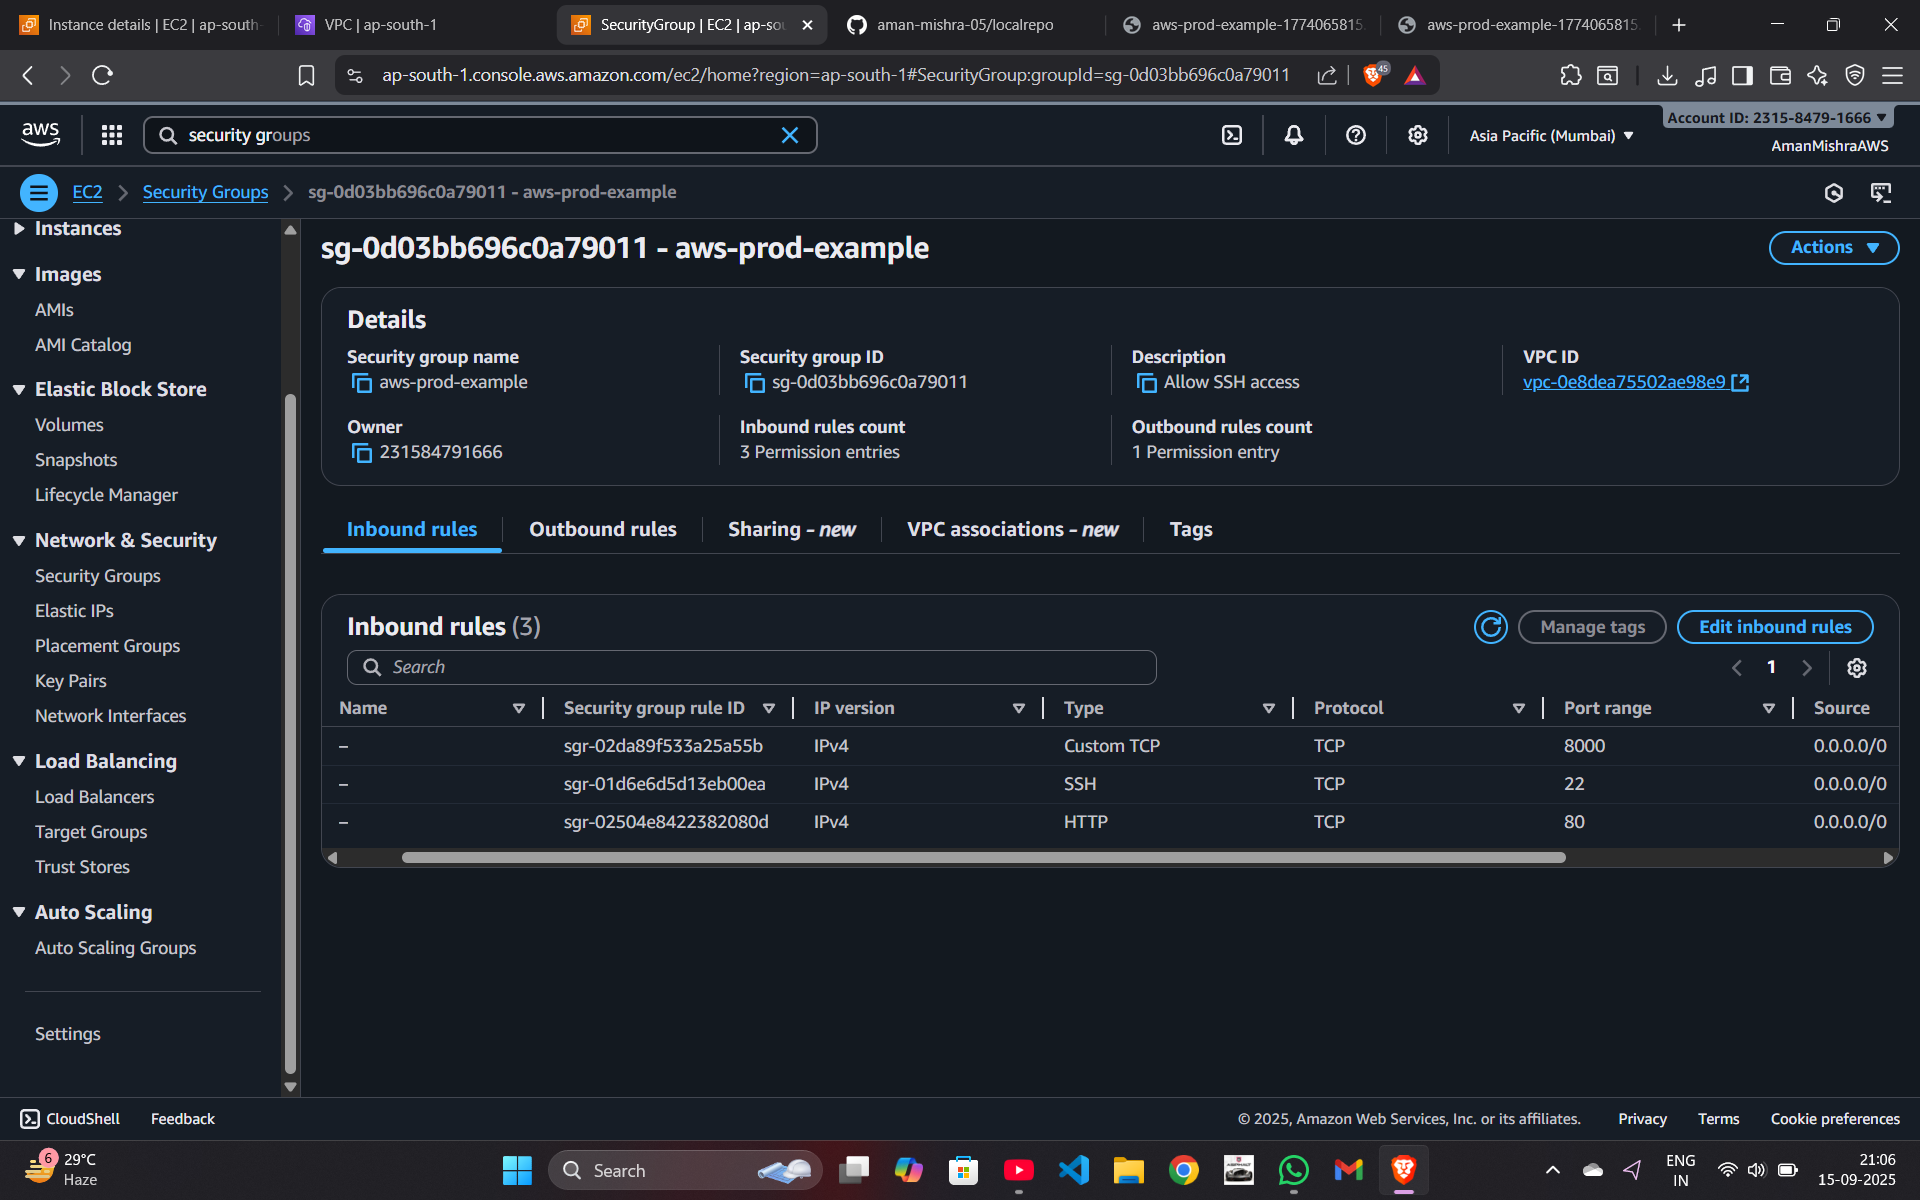 Instance details | EC2 | ap-south-
VPC | ap-south-1
SecurityGroup | EC2 | ap-sou
aman-mishra-05/localrepo
aws-prod-example-1774065815.
aws-prod-example-1774065815.
ap-south-1.console.aws.amazon.com/ec2/home?region=ap-south-1#SecurityGroup:groupId=sg-0d03bb696c0a79011
45
aws
security groups
Asia Pacific (Mumbai)
Account ID: 2315-8479-1666
AmanMishraAWS
EC2
Security Groups
sg-0d03bb696c0a79011 - aws-prod-example
Instances
Images
AMIs
AMI Catalog
Elastic Block Store
Volumes
Snapshots
Lifecycle Manager
Network & Security
Security Groups
Elastic IPs
Placement Groups
Key Pairs
Network Interfaces
Load Balancing
Load Balancers
Target Groups
Trust Stores
Auto Scaling
Auto Scaling Groups
Settings
sg-0d03bb696c0a79011 - aws-prod-example
Actions
Details
Security group name
aws-prod-example
Security group ID
sg-0d03bb696c0a79011
Description
Allow SSH access
VPC ID
vpc-0e8dea75502ae98e9
Owner
231584791666
Inbound rules count
3 Permission entries
Outbound rules count
1 Permission entry
Inbound rules
Outbound rules
Sharing - new
VPC associations - new
Tags
Inbound rules (3)
Manage tags
Edit inbound rules
Search
1
Name Security group rule ID IP version Type Protocol Port range Source
– sgr-02da89f533a25a55b IPv4 Custom TCP TCP 8000 0.0.0.0/0
– sgr-01d6e6d5d13eb00ea IPv4 SSH TCP 22 0.0.0.0/0
– sgr-02504e8422382080d IPv4 HTTP TCP 80 0.0.0.0/0
CloudShell
Feedback
© 2025, Amazon Web Services, Inc. or its affiliates.
Privacy
Terms
Cookie preferences
6
29°C
Haze
Search
ENG
IN
21:06
15-09-2025